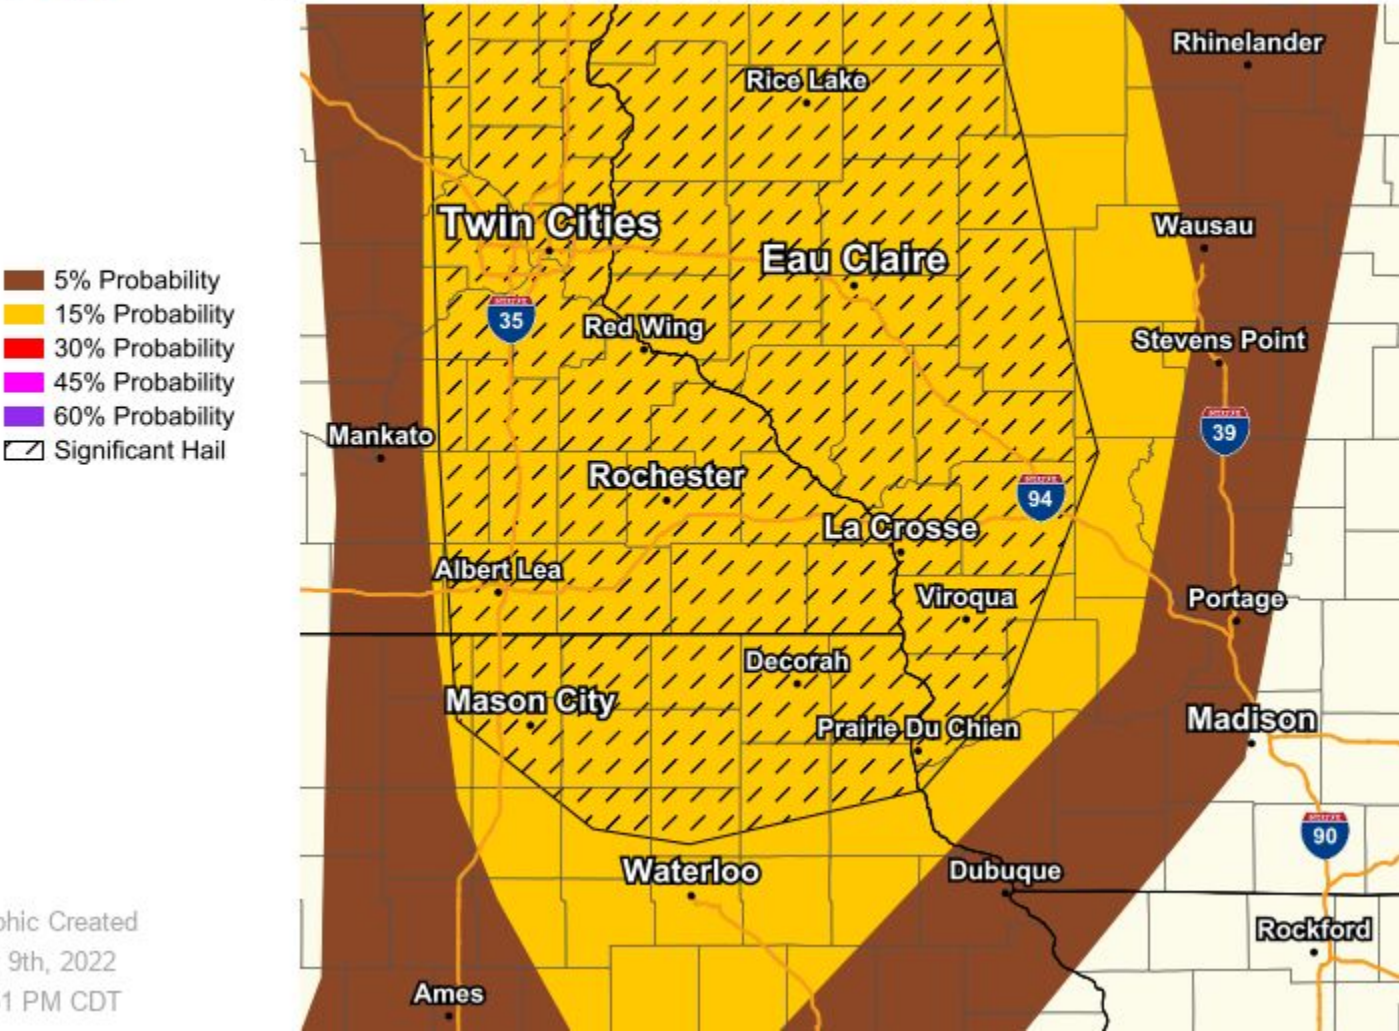 Rhinelander
Rice Lake
Twin Cities
Wausau
Eau Claire
5% Probability
15% Probability
30% Probability
45% Probability
60% Probability
Significant Hail
35
Red Wing
Stevens Point
Mankato
39
Rochester
94
La Crosse
Albert Lea
Viroqua
Portage
Decorah
Mason City
Prairie Du Chien
Madison
90
Waterloo
Dubuque
Rockford
Ames
Created
9th, 2022
1 PM CDT